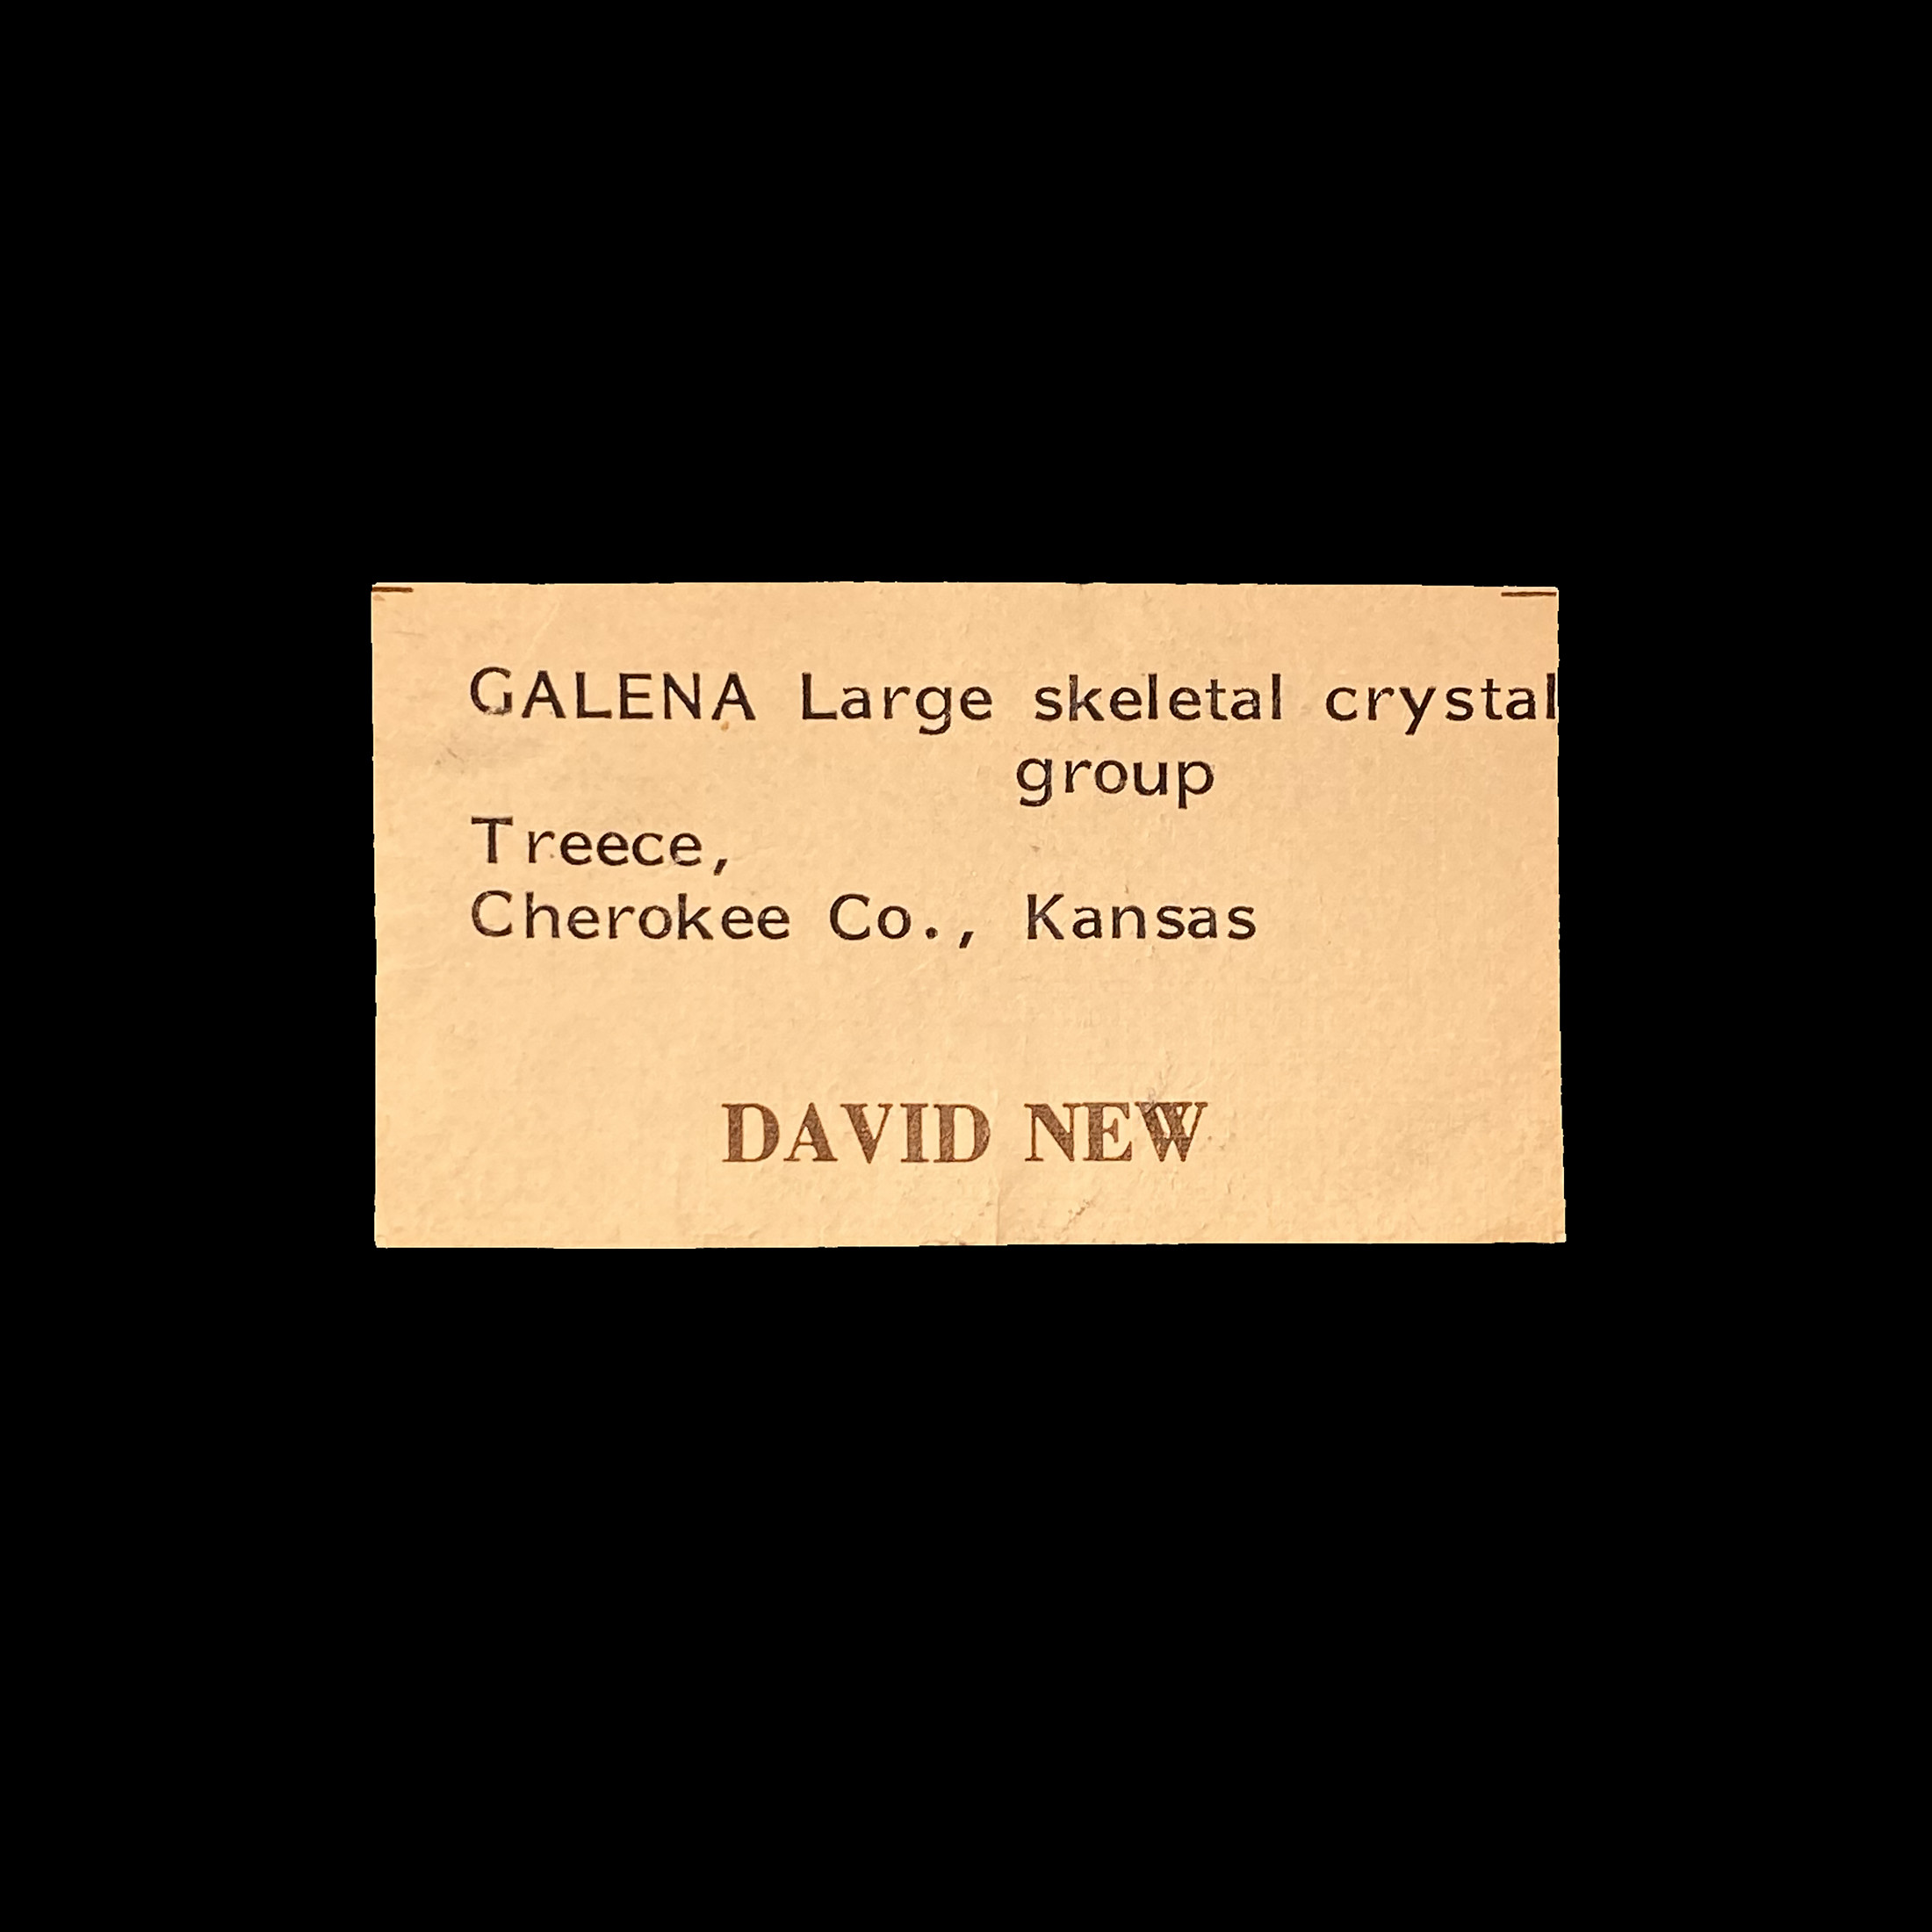 GALENA Large skeletal crystal
group
Treece,
Cherokee Co., Kansas
DAVID NEW